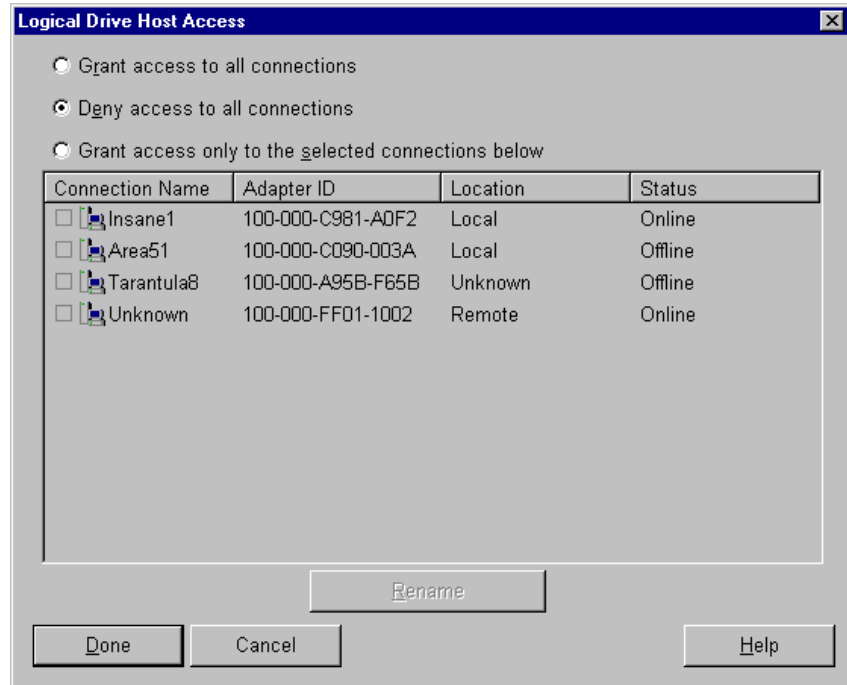 Logical Drive Host Access
Grant access to all connections
Deny access to all connections
Grant access only to the selected connections below
Connection Name Adapter ID Location Status
Insane1 100-000-C981-A0F2 Local Online
Area51 100-000-C090-003A Local Offline
Tarantula8 100-000-A95B-F65B Unknown Offline
Unknown 100-000-FF01-1002 Remote Online
Rename
Done Cancel Help